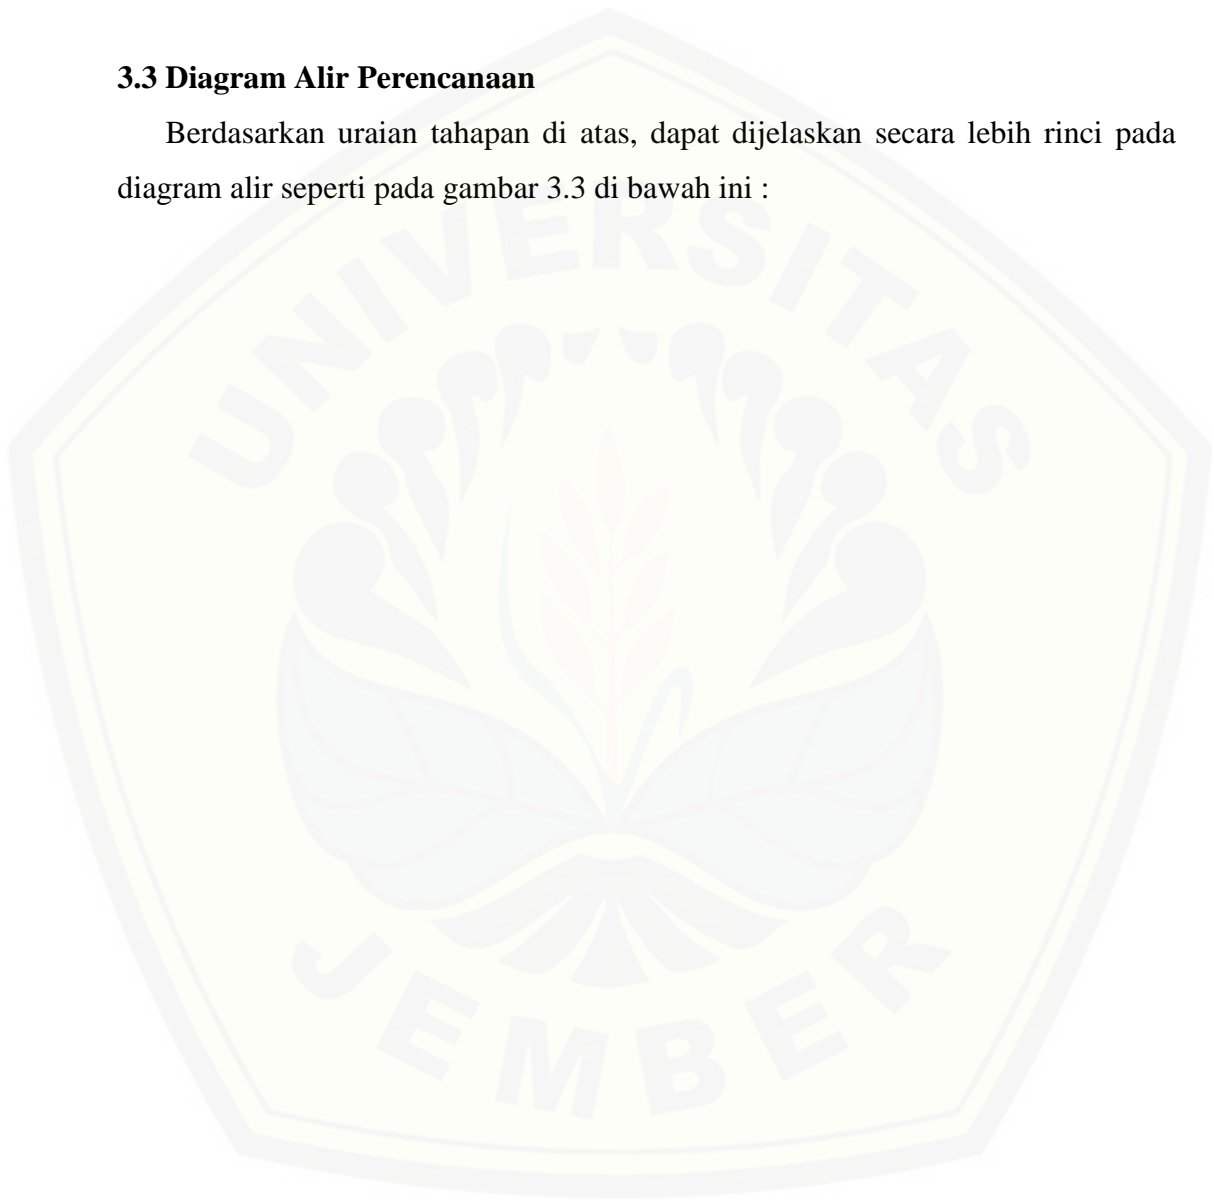 3.3 Diagram Alir Perencanaan
Berdasarkan uraian tahapan di atas, dapat dijelaskan secara lebih rinci pada
diagram alir seperti pada gambar 3.3 di bawah ini :
UNIVERSITAS
JEMBER